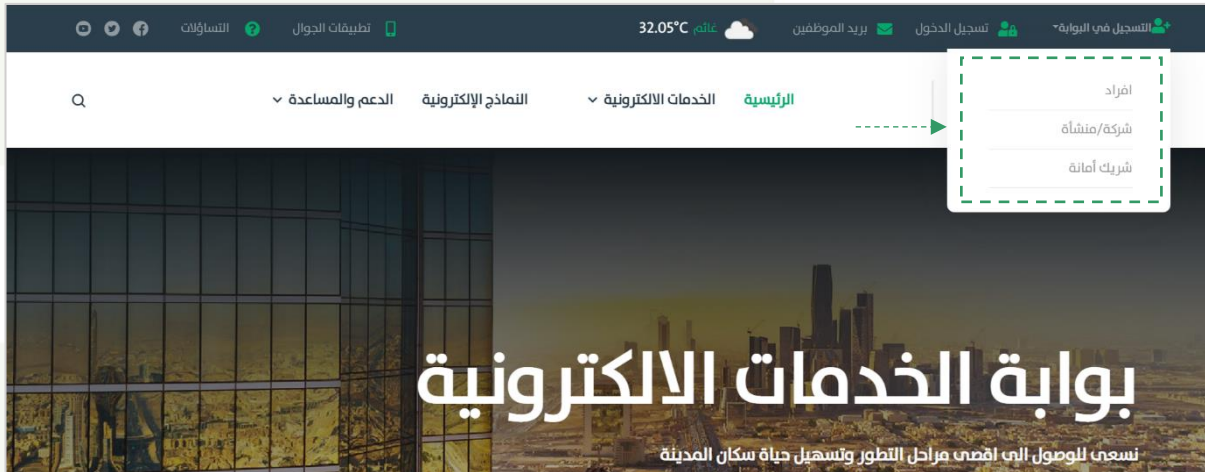 التسجيل في البوابة
تسجيل الدخول
بريد الموظفين
غائم 32.05°C
تطبيقات الجوال
التساؤلات
افراد
شركة/منشأة
شريك أمانة
الرئيسية
الخدمات الالكترونية
النماذج الإلكترونية
الدعم والمساعدة
بوابة الخدمات الالكترونية
نسعى للوصول الى اقصى مراحل التطور وتسهيل حياة سكان المدينة